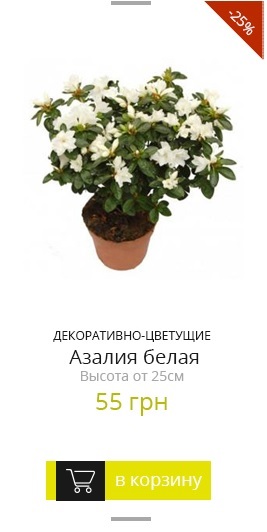 -25%
ДЕКОРАТИВНО-ЦВЕТУЩИЕ
Азалия белая
Высота от 25см
55 грн
в корзину